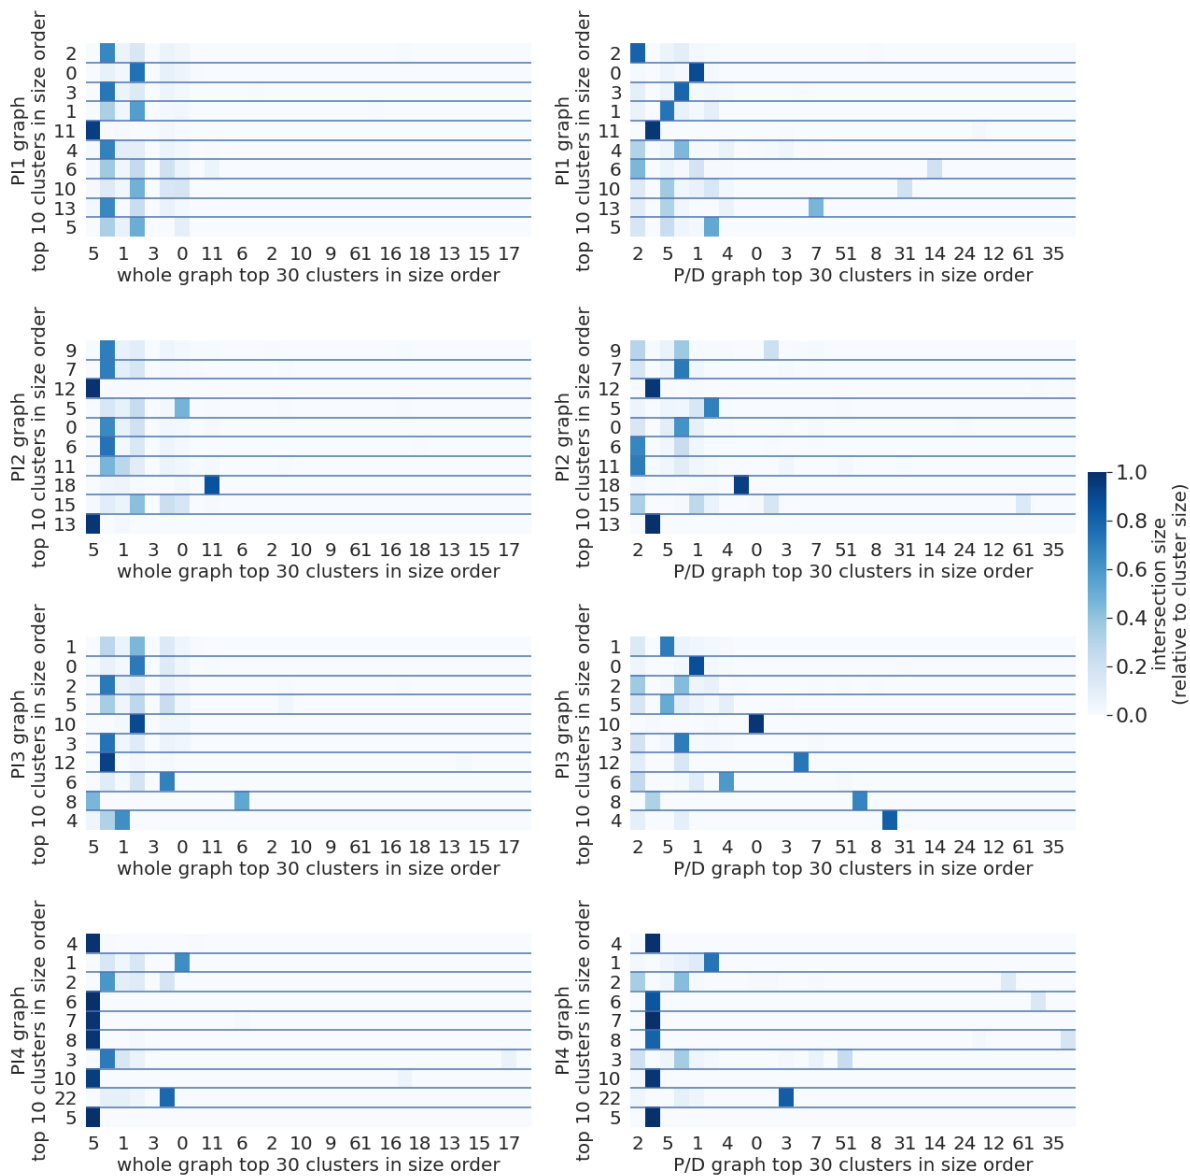 PI1 graph
top 10 clusters in size order
2
0
3
1
11
4
6
10
13
5
5 1 3 0 11 6 2 10 9 61 16 18 13 15 17
whole graph top 30 clusters in size order
PI1 graph
top 10 clusters in size order
2
0
3
1
11
4
6
10
13
5
2 5 1 4 0 3 7 51 8 31 14 24 12 61 35
P/D graph top 30 clusters in size order
PI2 graph
top 10 clusters in size order
9
7
12
5
0
6
11
18
15
13
5 1 3 0 11 6 2 10 9 61 16 18 13 15 17
whole graph top 30 clusters in size order
PI2 graph
top 10 clusters in size order
9
7
12
5
0
6
11
18
15
13
2 5 1 4 0 3 7 51 8 31 14 24 12 61 35
P/D graph top 30 clusters in size order
PI3 graph
top 10 clusters in size order
1
0
2
5
10
3
12
6
8
4
5 1 3 0 11 6 2 10 9 61 16 18 13 15 17
whole graph top 30 clusters in size order
PI3 graph
top 10 clusters in size order
1
0
2
5
10
3
12
6
8
4
2 5 1 4 0 3 7 51 8 31 14 24 12 61 35
P/D graph top 30 clusters in size order
PI4 graph
top 10 clusters in size order
4
1
2
6
7
8
3
10
22
5
5 1 3 0 11 6 2 10 9 61 16 18 13 15 17
whole graph top 30 clusters in size order
PI4 graph
top 10 clusters in size order
4
1
2
6
7
8
3
10
22
5
2 5 1 4 0 3 7 51 8 31 14 24 12 61 35
P/D graph top 30 clusters in size order
1.0
0.8
0.6
0.4
0.2
0.0
intersection size
(relative to cluster size)